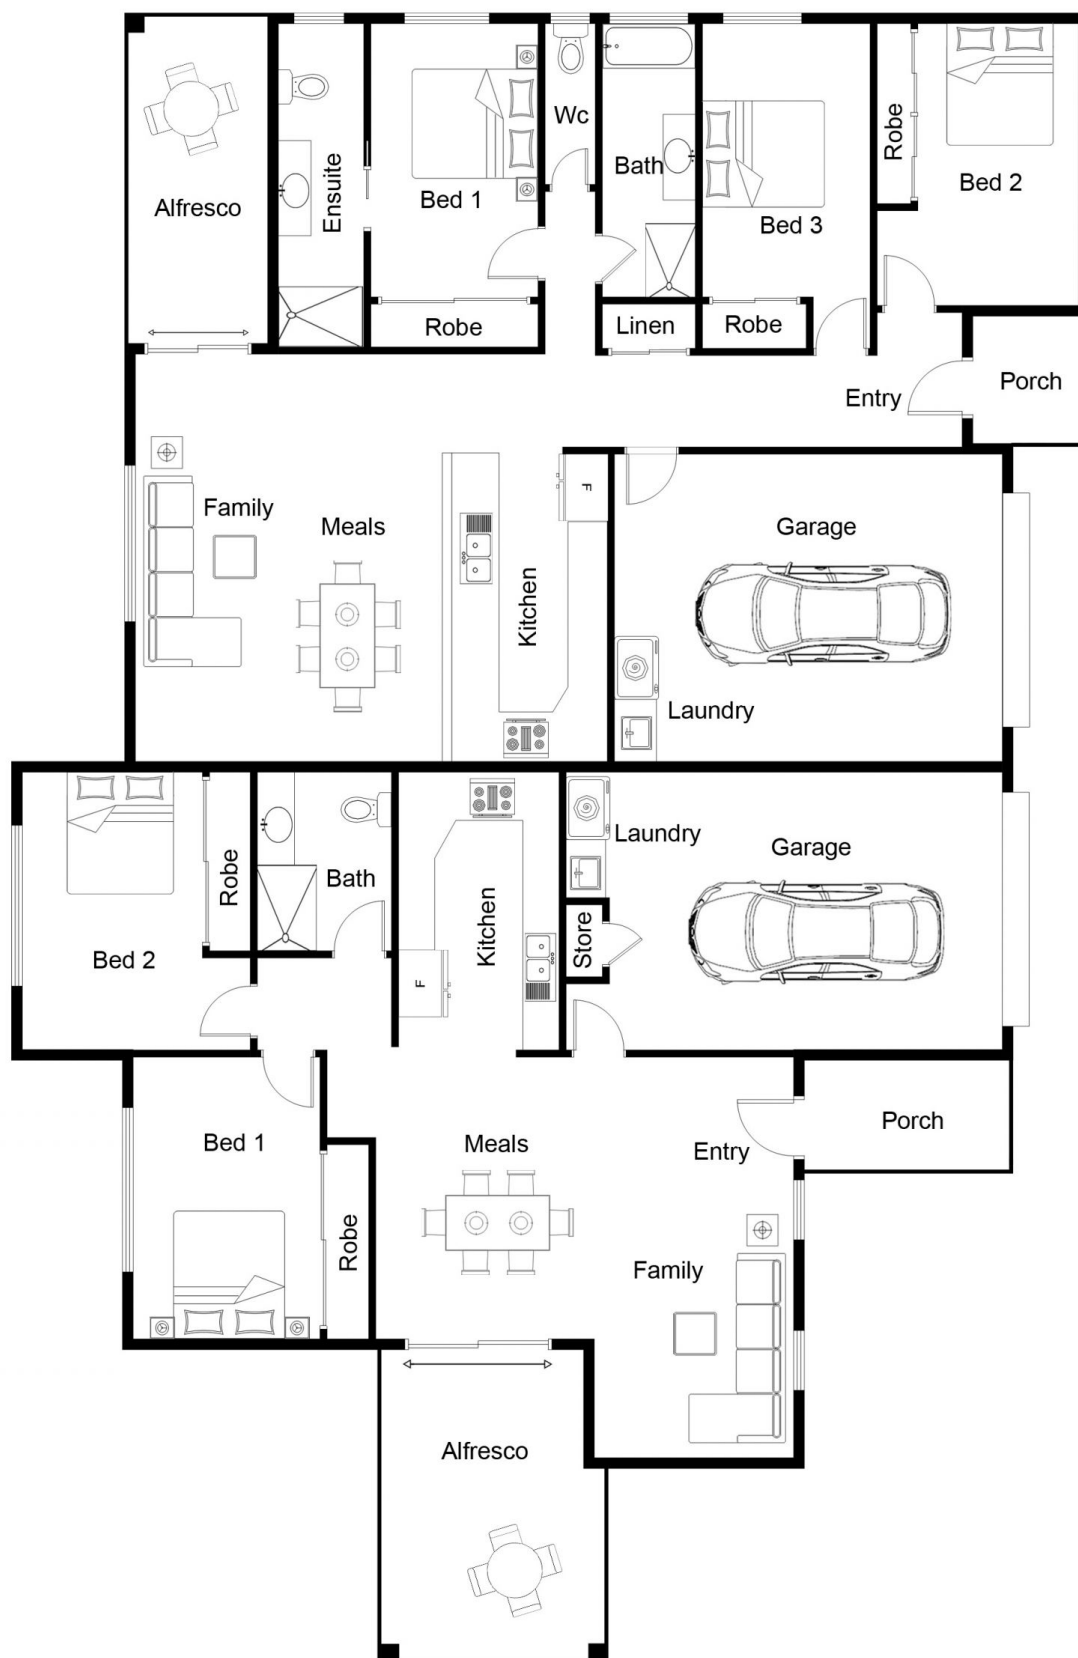 Wc
Bath
Ensuite
Robe
Bed 1
Bed 2
Alfresco
Bed 3
Robe
Linen
Robe
Porch
Entry
F
Family
Meals
Garage
Kitchen
Laundry
Laundry
Garage
Robe
Bath
Kitchen
Store
Bed 2
F
Porch
Bed 1
Meals
Entry
Robe
Family
Alfresco